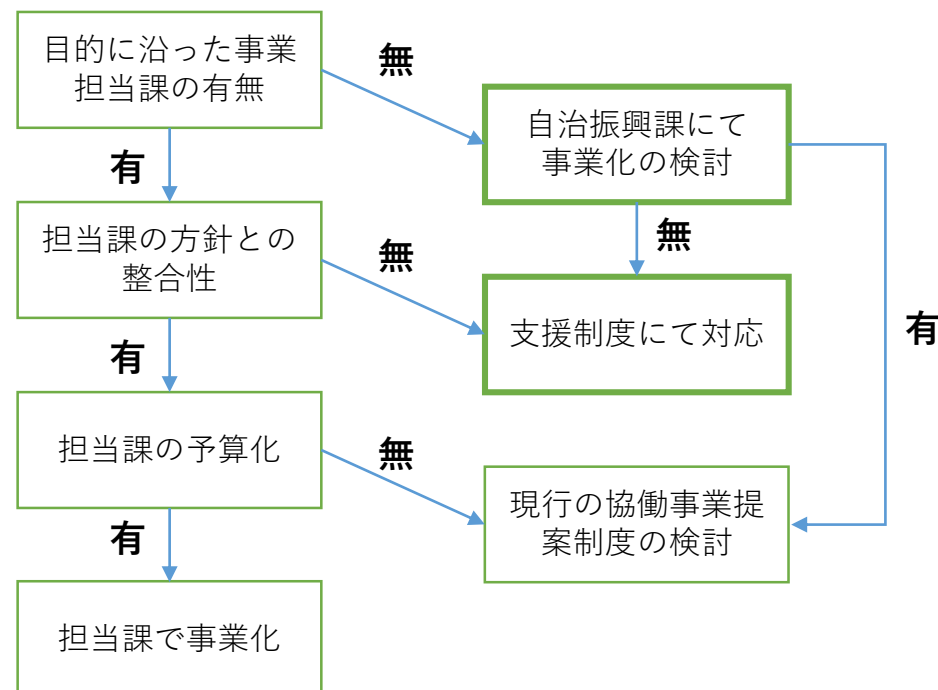 目的に沿った事業
担当課の有無
無
自治振興課にて
事業化の検討
有
担当課の方針との
整合性
無
無
支援制度にて対応
有
有
担当課の予算化
無
現行の協働事業提
案制度の検討
有
担当課で事業化